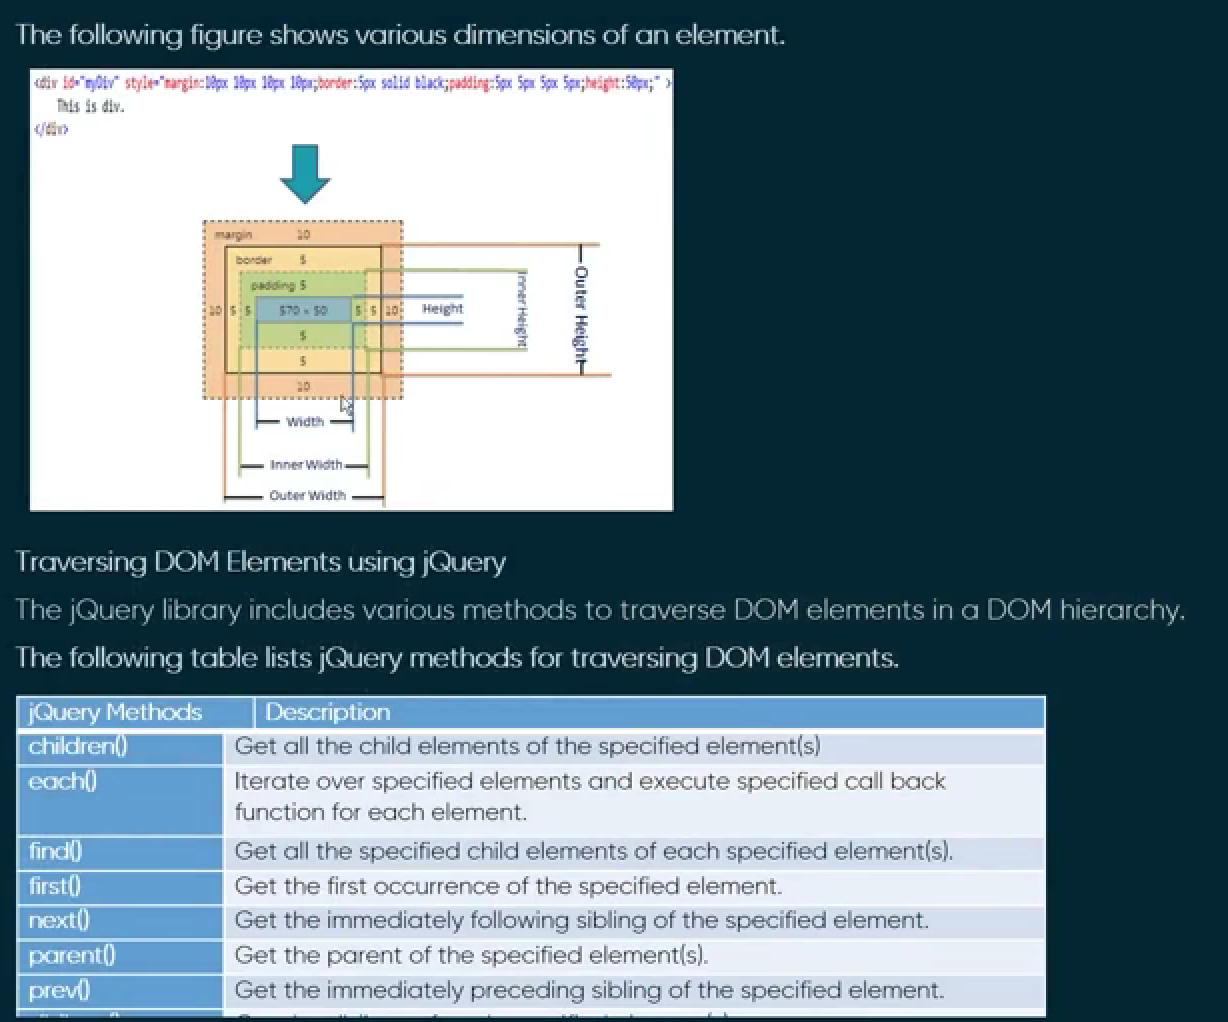 The following figure shows various dimensions of an element.
<div id="myDiv" style="margin:10px 10px 10px 10px;border:5px solid black;padding:5px 5px 5px 5px;height:50px;" >
This is div.
</div>
margin 10
border 5
padding 5
10 5 5 570 × 50 5 5 10
5
5
10
Height
Inner Height
Outer Height
Width
Inner Width
Outer Width
Traversing DOM Elements using jQuery
The jQuery library includes various methods to traverse DOM elements in a DOM hierarchy.
The following table lists jQuery methods for traversing DOM elements.
jQuery Methods Description
children() Get all the child elements of the specified element(s)
each() Iterate over specified elements and execute specified call back
function for each element.
find() Get all the specified child elements of each specified element(s).
first() Get the first occurrence of the specified element.
next() Get the immediately following sibling of the specified element.
parent() Get the parent of the specified element(s).
prev() Get the immediately preceding sibling of the specified element.